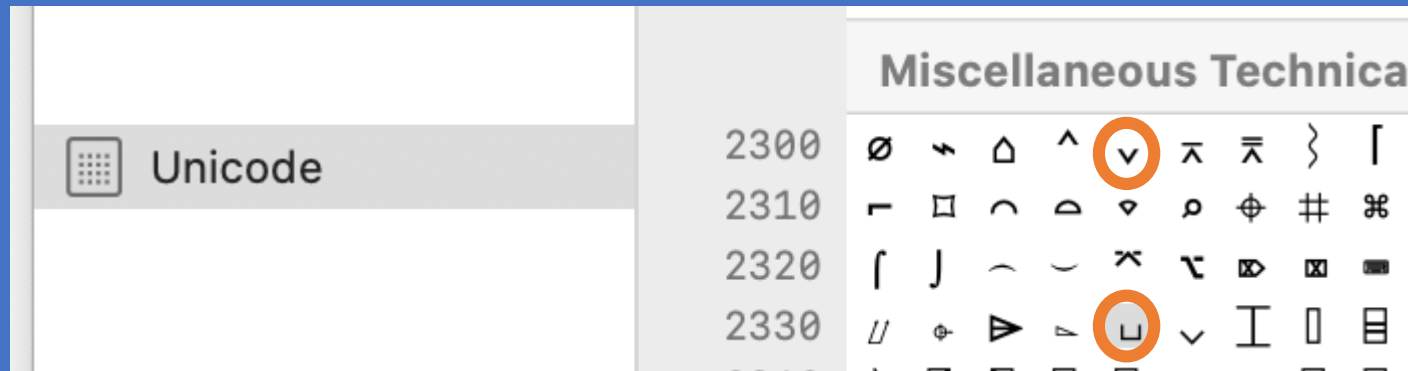 Miscellaneous Technica
Unicode
2300 ⌀ ⌁ ⌂ ⌃ ⌄ ⌅ ⌆ ⌇ ⌈
2310 ⌐ ⌑ ⌒ ⌓ ⌔ ⌕ ⌖ ⌗ ⌘
2320 ⌠ ⌡ ⌢ ⌣ ⌤ ⌥ ⌦ ⌧ ⌨
2330 ⌰ ⌱ ⌲ ⌳ ⌴ ⌵ ⌶ ⌷ ⌸